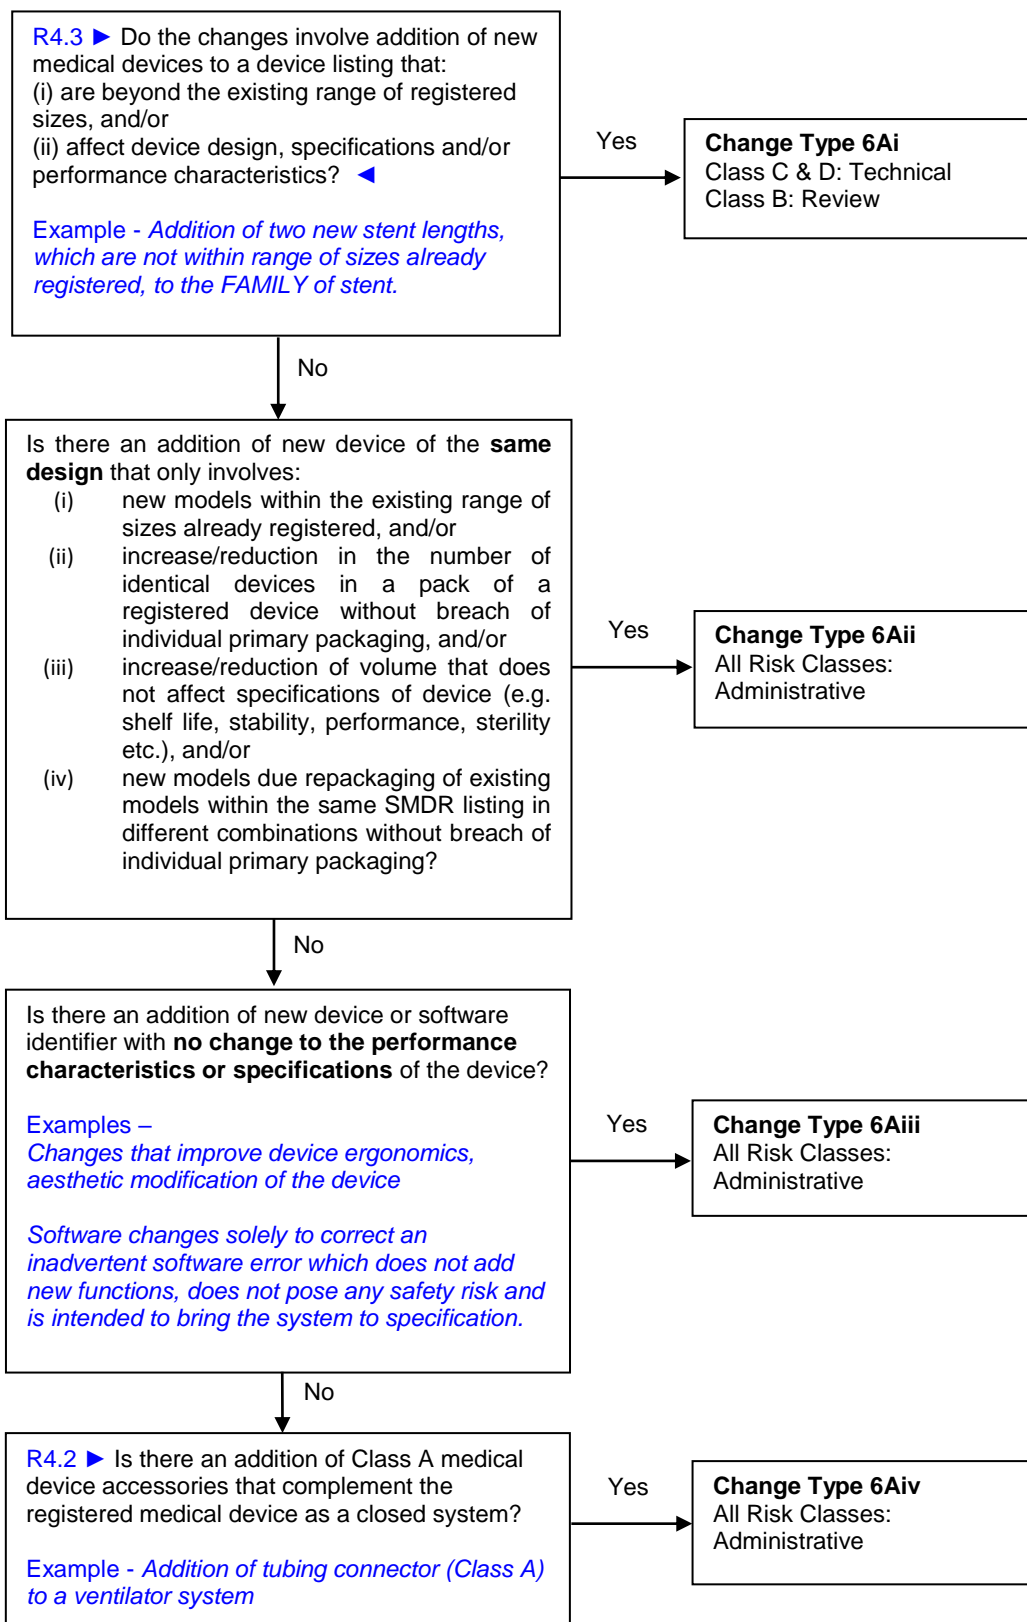 R4.3 ► Do the changes involve addition of new
medical devices to a device listing that:
(i) are beyond the existing range of registered
sizes, and/or
(ii) affect device design, specifications and/or
performance characteristics? ◄
Example - Addition of two new stent lengths,
which are not within range of sizes already
registered, to the FAMILY of stent.
Yes
Change Type 6Ai
Class C & D: Technical
Class B: Review
No
Is there an addition of new device of the same
design that only involves:
(i) new models within the existing range of
sizes already registered, and/or
(ii) increase/reduction in the number of
identical devices in a pack of a
registered device without breach of
individual primary packaging, and/or
(iii) increase/reduction of volume that does
not affect specifications of device (e.g.
shelf life, stability, performance, sterility
etc.), and/or
(iv) new models due repackaging of existing
models within the same SMDR listing in
different combinations without breach of
individual primary packaging?
Yes
Change Type 6Aii
All Risk Classes:
Administrative
No
Is there an addition of new device or software
identifier with no change to the performance
characteristics or specifications of the device?
Examples –
Changes that improve device ergonomics,
aesthetic modification of the device
Software changes solely to correct an
inadvertent software error which does not add
new functions, does not pose any safety risk and
is intended to bring the system to specification.
Yes
Change Type 6Aiii
All Risk Classes:
Administrative
No
R4.2 ► Is there an addition of Class A medical
device accessories that complement the
registered medical device as a closed system?
Example - Addition of tubing connector (Class A)
to a ventilator system
Yes
Change Type 6Aiv
All Risk Classes:
Administrative